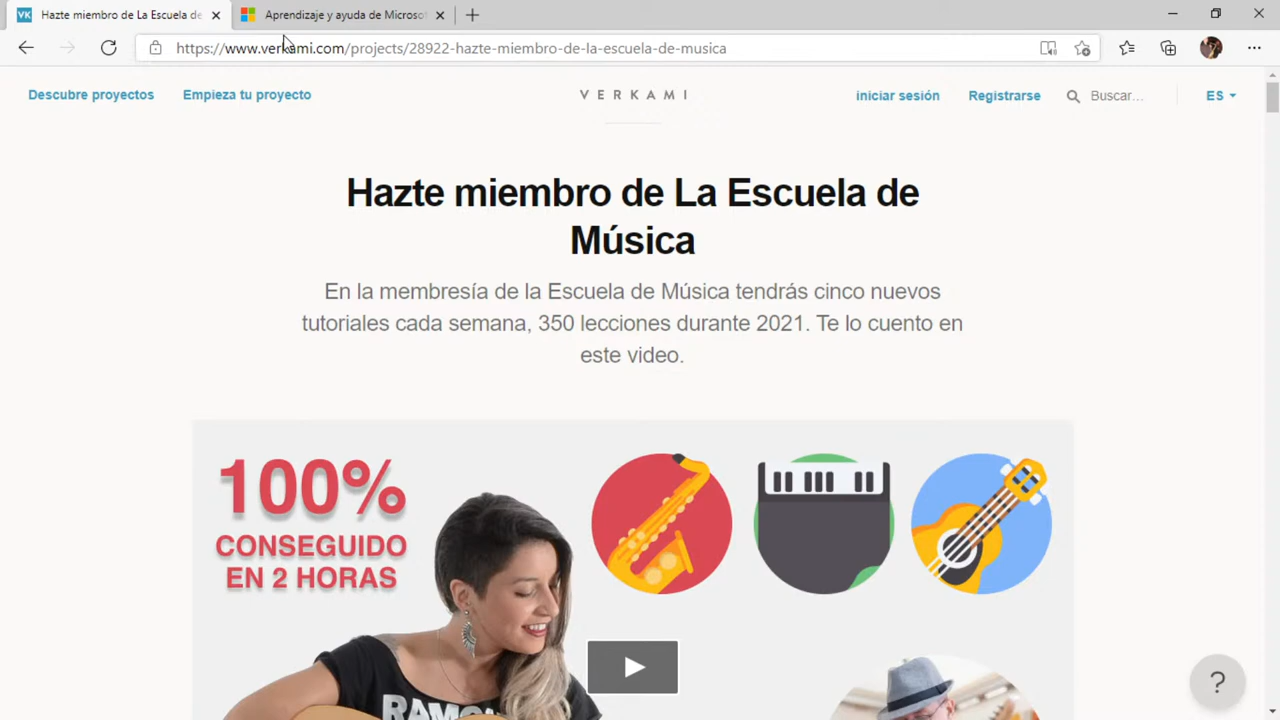 Hazte miembro de La Escuela de
Aprendizaje y ayuda de Microsof
https://www.verkami.com/projects/28922-hazte-miembro-de-la-escuela-de-musica
Descubre proyectos
Empieza tu proyecto
VERKAMI
iniciar sesión
Registrarse
Buscar...
ES
Hazte miembro de La Escuela de
Música
En la membresía de la Escuela de Música tendrás cinco nuevos
tutoriales cada semana, 350 lecciones durante 2021. Te lo cuento en
este video.
100%
CONSEGUIDO
EN 2 HORAS
?